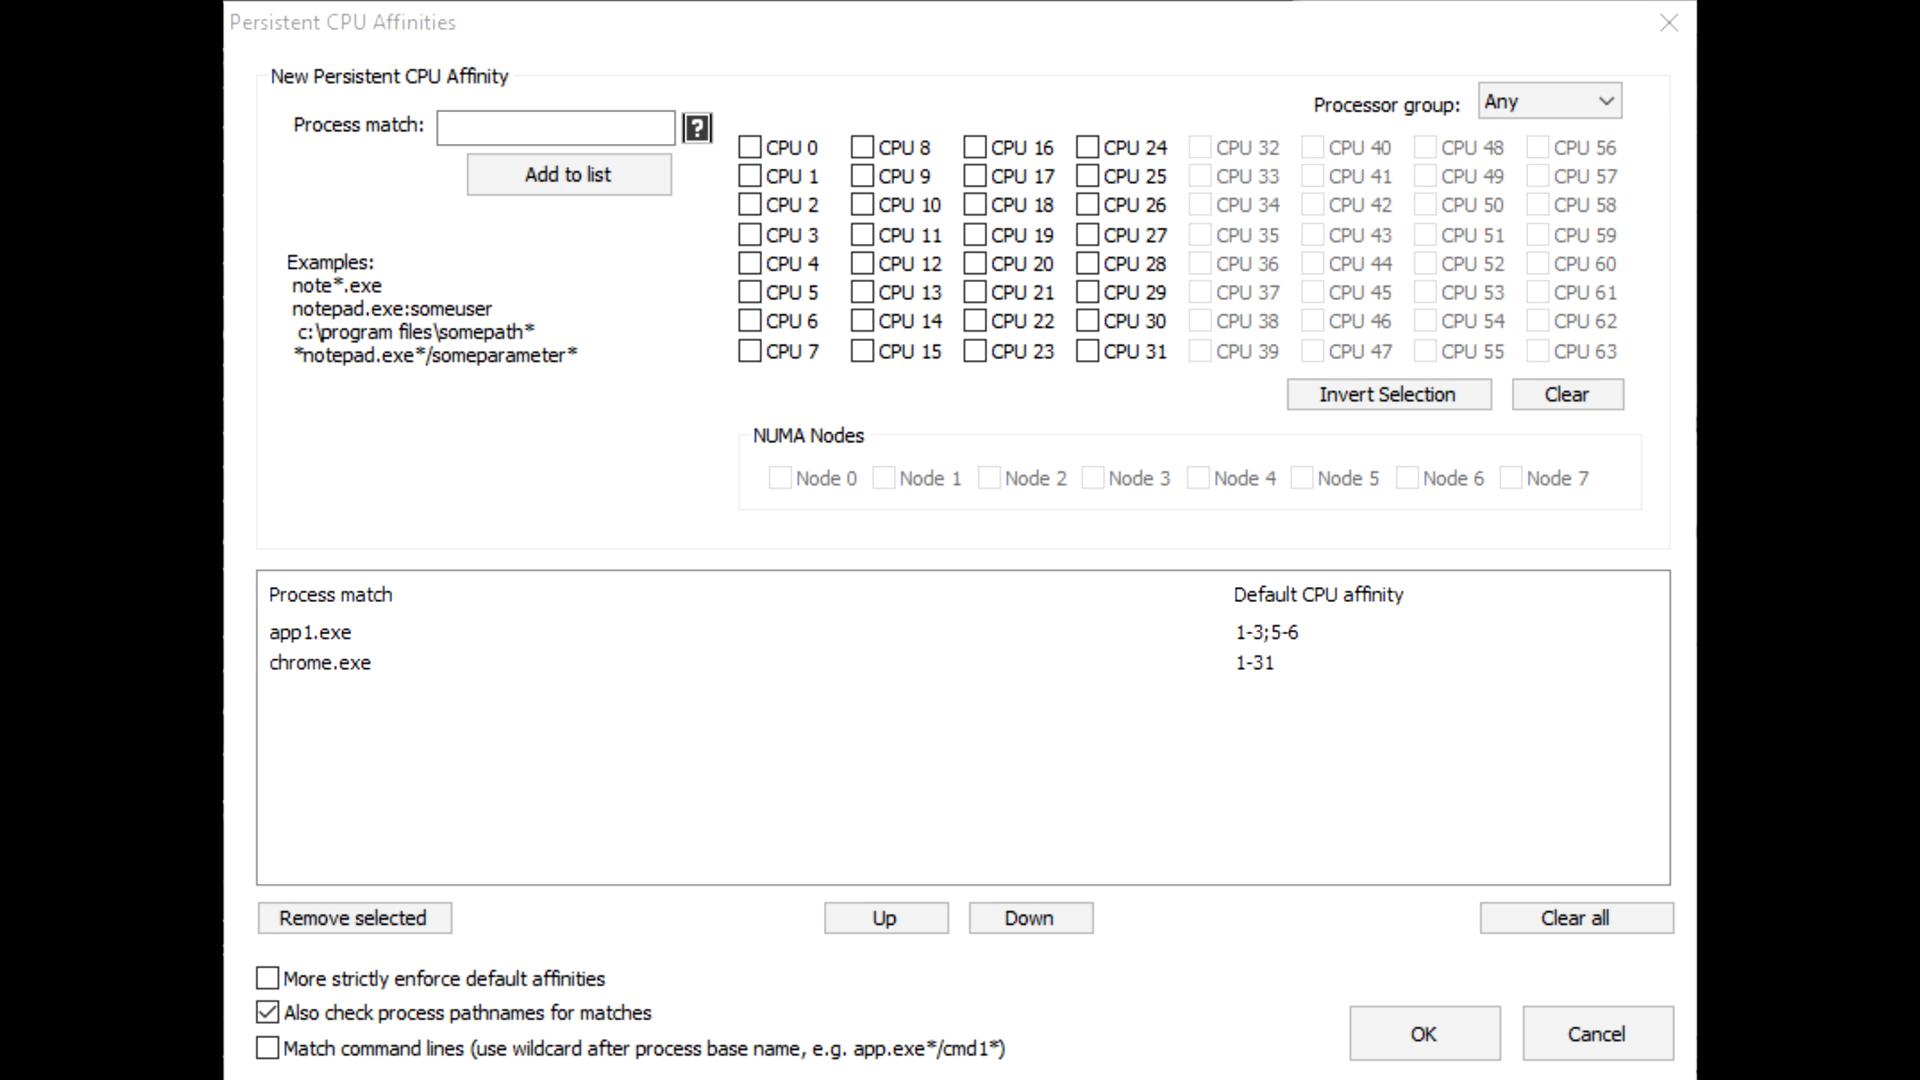 Persistent CPU Affinities
New Persistent CPU Affinity
Processor group: Any
Process match: ?
Add to list
CPU 0 CPU 8 CPU 16 CPU 24 CPU 32 CPU 40 CPU 48 CPU 56
CPU 1 CPU 9 CPU 17 CPU 25 CPU 33 CPU 41 CPU 49 CPU 57
CPU 2 CPU 10 CPU 18 CPU 26 CPU 34 CPU 42 CPU 50 CPU 58
CPU 3 CPU 11 CPU 19 CPU 27 CPU 35 CPU 43 CPU 51 CPU 59
CPU 4 CPU 12 CPU 20 CPU 28 CPU 36 CPU 44 CPU 52 CPU 60
CPU 5 CPU 13 CPU 21 CPU 29 CPU 37 CPU 45 CPU 53 CPU 61
CPU 6 CPU 14 CPU 22 CPU 30 CPU 38 CPU 46 CPU 54 CPU 62
CPU 7 CPU 15 CPU 23 CPU 31 CPU 39 CPU 47 CPU 55 CPU 63
Examples:
note*.exe
notepad.exe:someuser
c:\program files\somepath*
*notepad.exe*/someparameter*
Invert Selection Clear
NUMA Nodes
Node 0 Node 1 Node 2 Node 3 Node 4 Node 5 Node 6 Node 7
Process match Default CPU affinity
app1.exe 1-3;5-6
chrome.exe 1-31
Remove selected Up Down Clear all
More strictly enforce default affinities
Also check process pathnames for matches
Match command lines (use wildcard after process base name, e.g. app.exe*/cmd1*)
OK Cancel